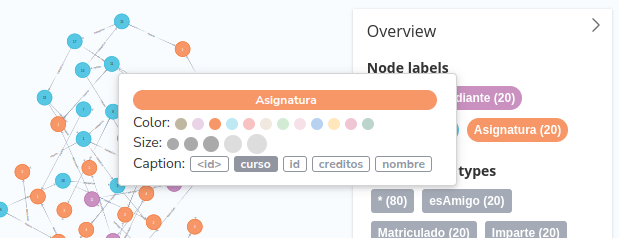 Overview
Node labels
diante (20)
Asignatura
Asignatura (20)
Color:
Size:
Caption: <id> curso id creditos nombre
types
* (80) esAmigo (20)
Matriculado (20) Imparte (20)